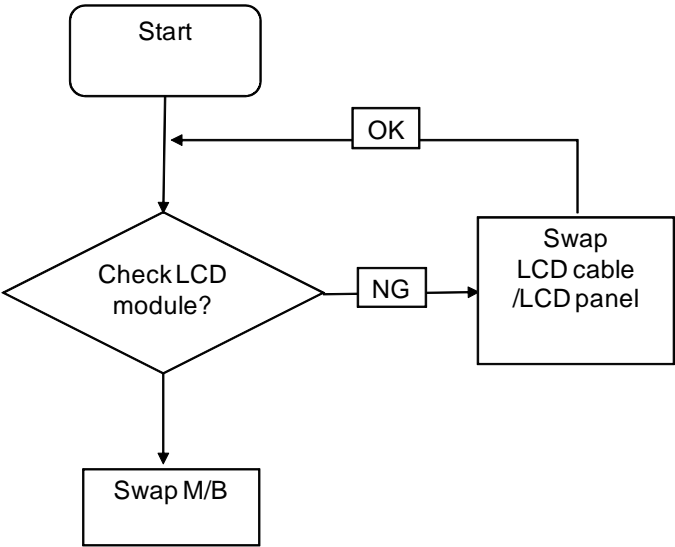 Start
OK
Check LCD
module?
NG
Swap
LCD cable
/LCD panel
Swap M/B